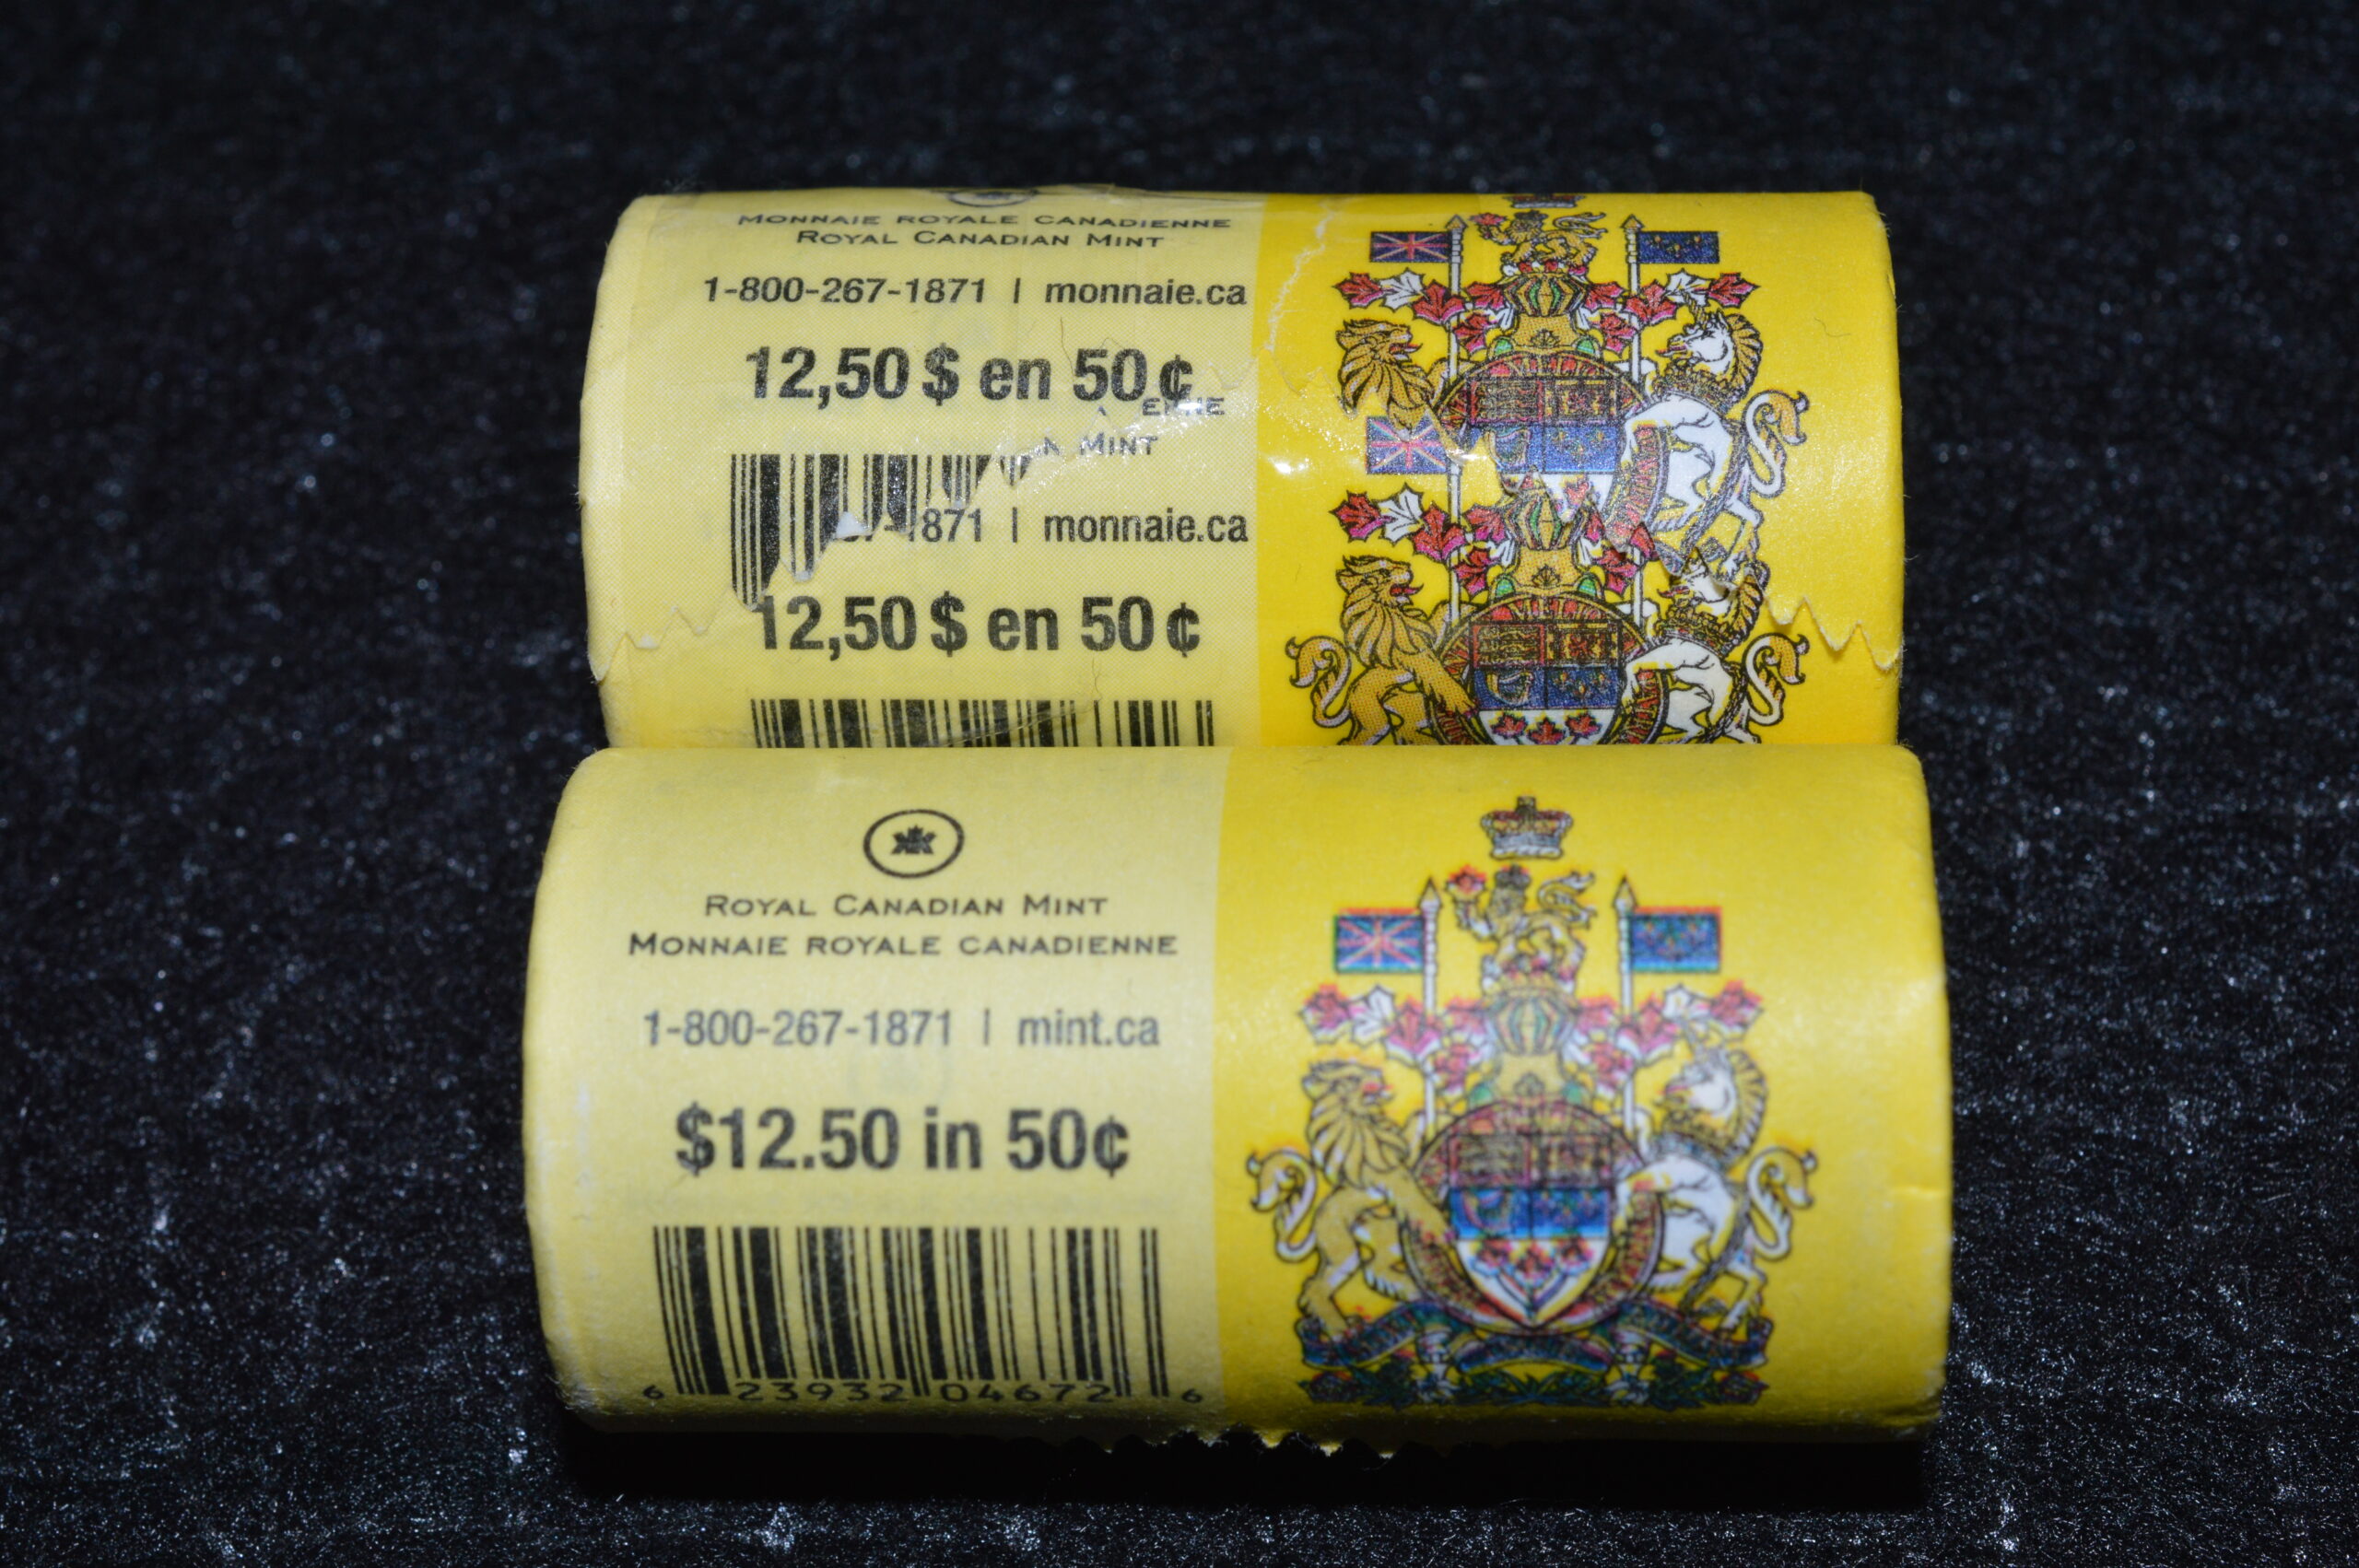 MONNAIE ROYALE CANADIENNE
ROYAL CANADIAN MINT
1-800-267-1871 | monnaie.ca
12,50 $ en 50 ¢
ENNE
N MINT
1871 | monnaie.ca
12,50 $ en 50 ¢
ROYAL CANADIAN MINT
MONNAIE ROYALE CANADIENNE
1-800-267-1871 | mint.ca
$12.50 in 50¢
6 23932 04672 6